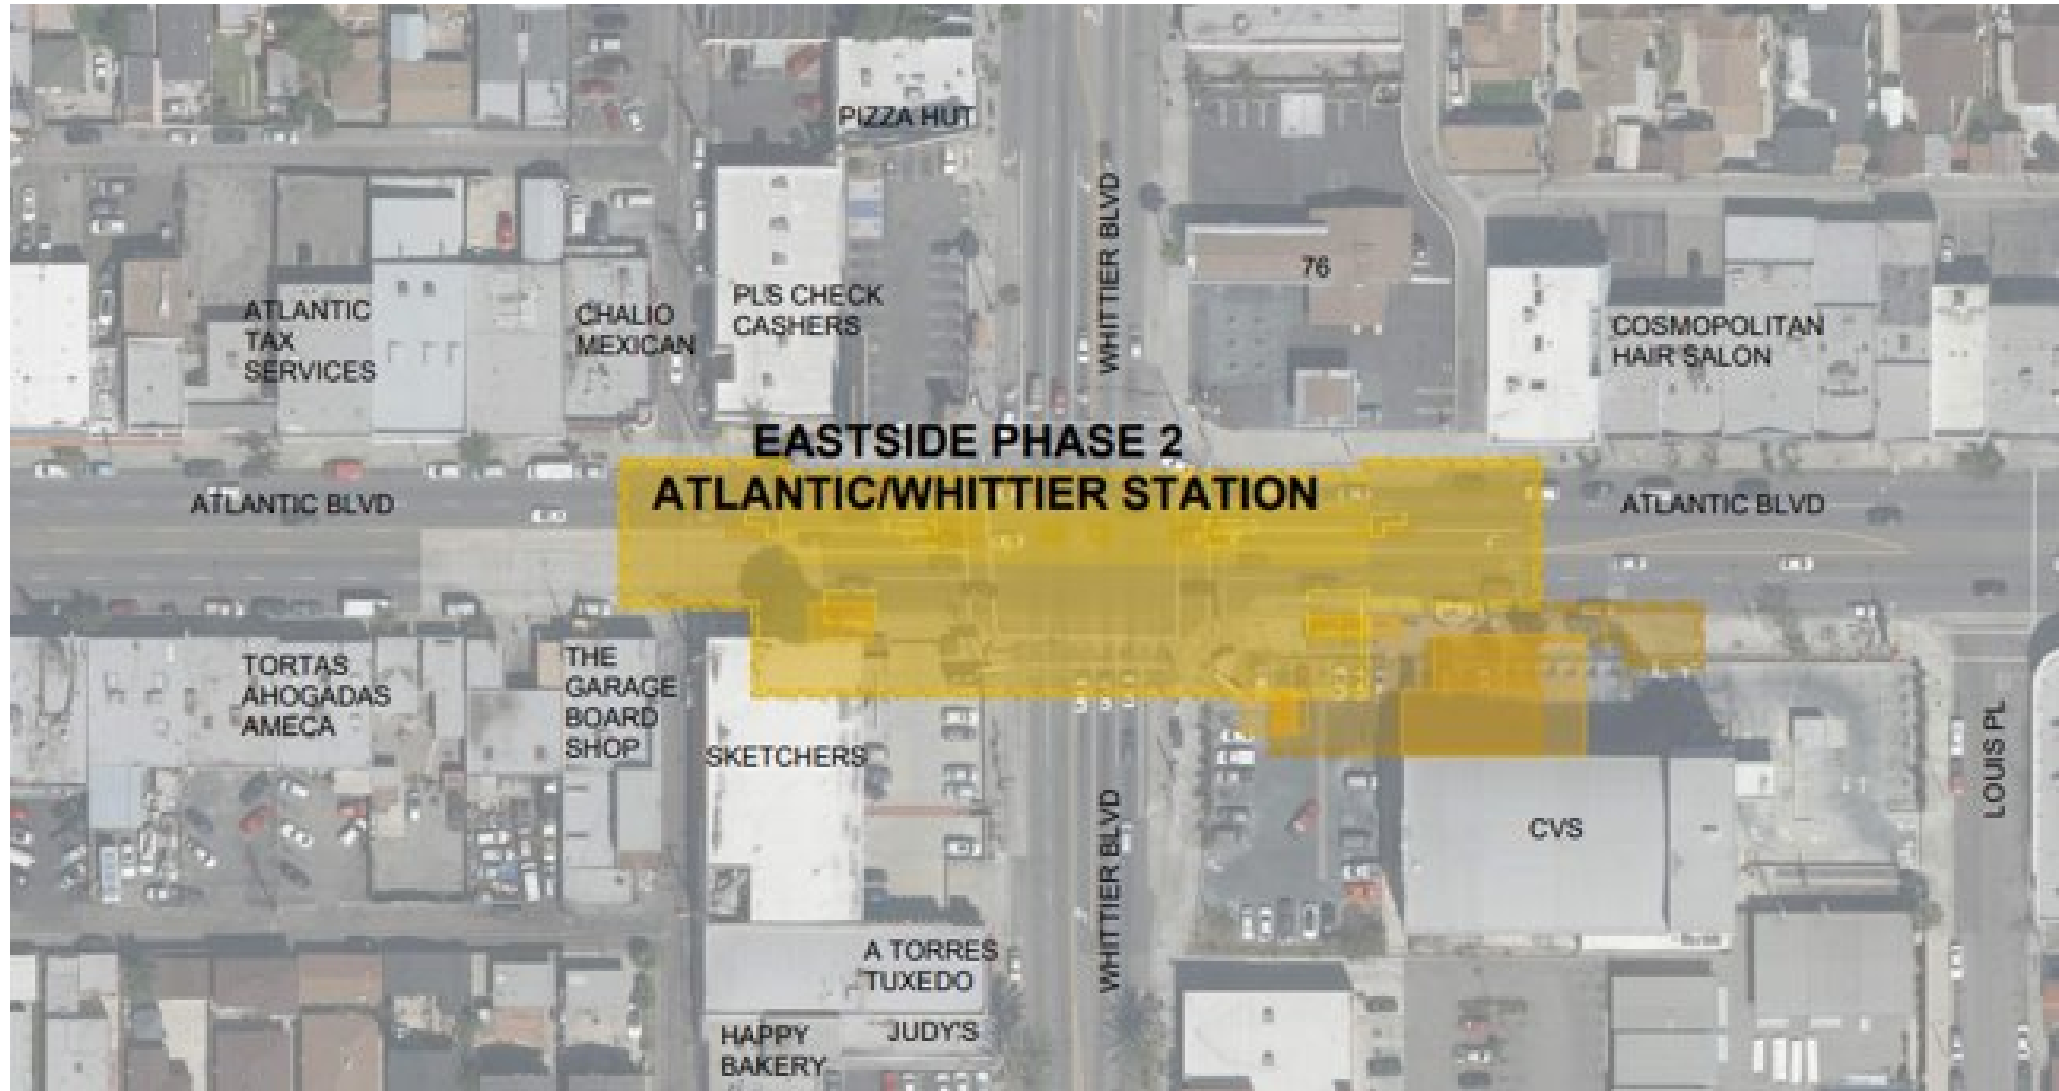 PIZZA HUT
WHITTIER BLVD
76
ATLANTIC
TAX
SERVICES
CHALIO
MEXICAN
PLS CHECK
CASHERS
COSMOPOLITAN
HAIR SALON
EASTSIDE PHASE 2
ATLANTIC/WHITTIER STATION
ATLANTIC BLVD
ATLANTIC BLVD
TORTAS
AHOGADAS
AMECA
THE
GARAGE
BOARD
SHOP
SKETCHERS
WHITTIER BLVD
CVS
LOUIS PL
A TORRES
TUXEDO
HAPPY
BAKERY
JUDY'S